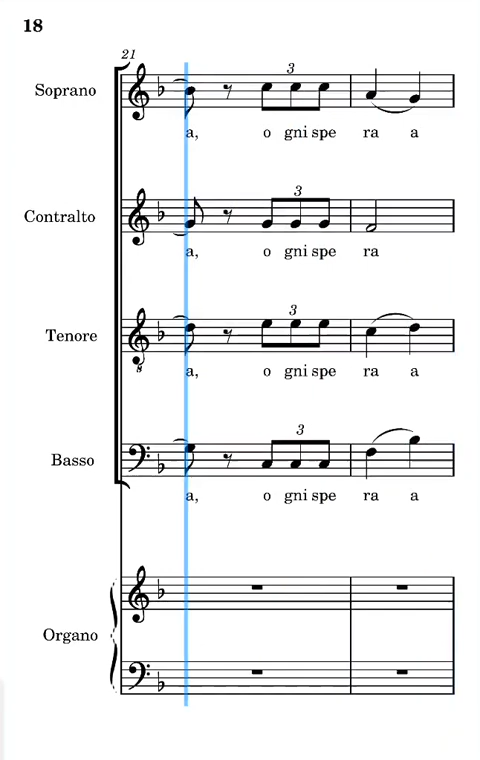 18
21
Soprano
3
a, o gni spe ra a
Contralto
3
a, o gni spe ra
Tenore
3
8
a, o gni spe ra a
Basso
3
a, o gni spe ra a
Organo